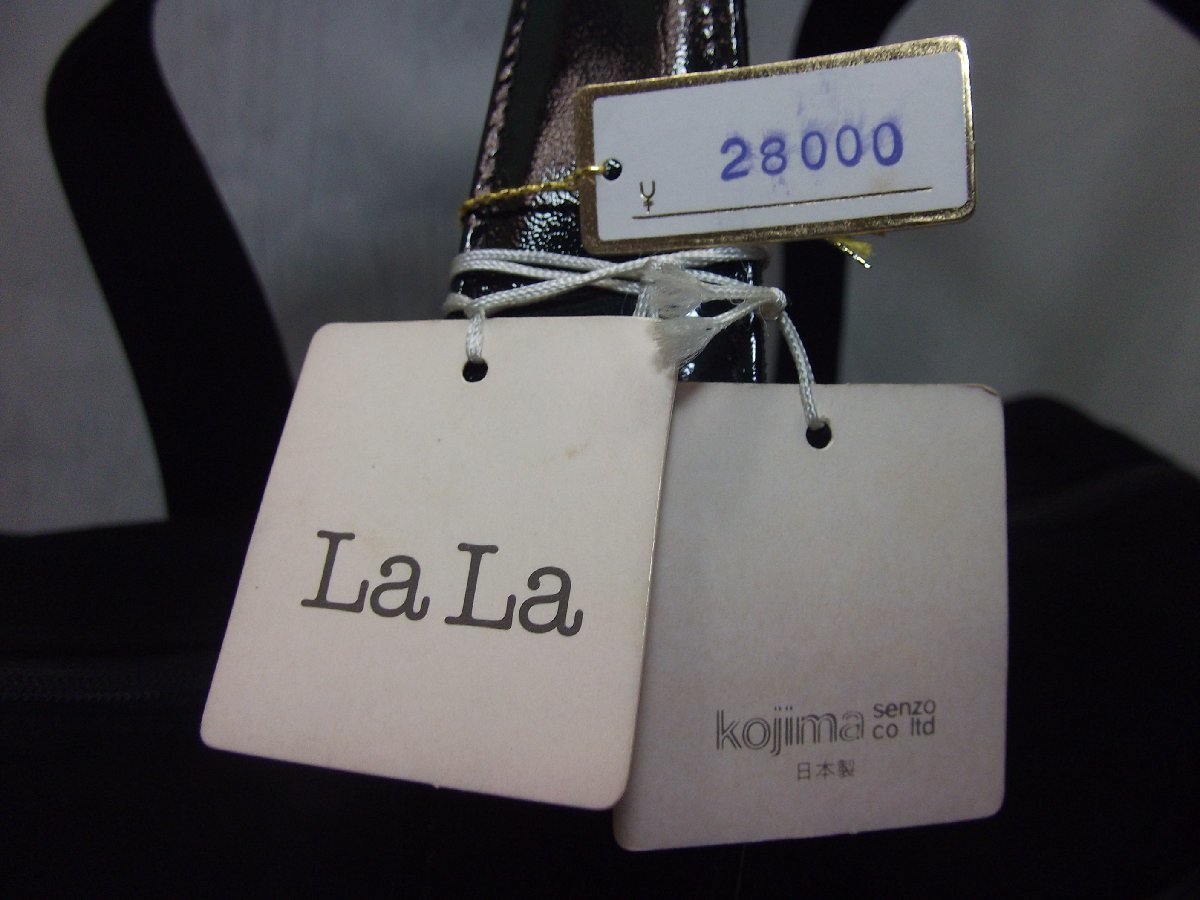 ¥ 28000
La La
kojima senzo
co ltd
日本製